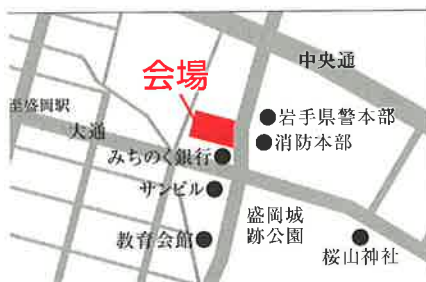 中央通
会場
至盛岡駅
岩手県警本部
大通
消防本部
みちのく銀行
サンビル
盛岡城
跡公園
教育会館
桜山神社